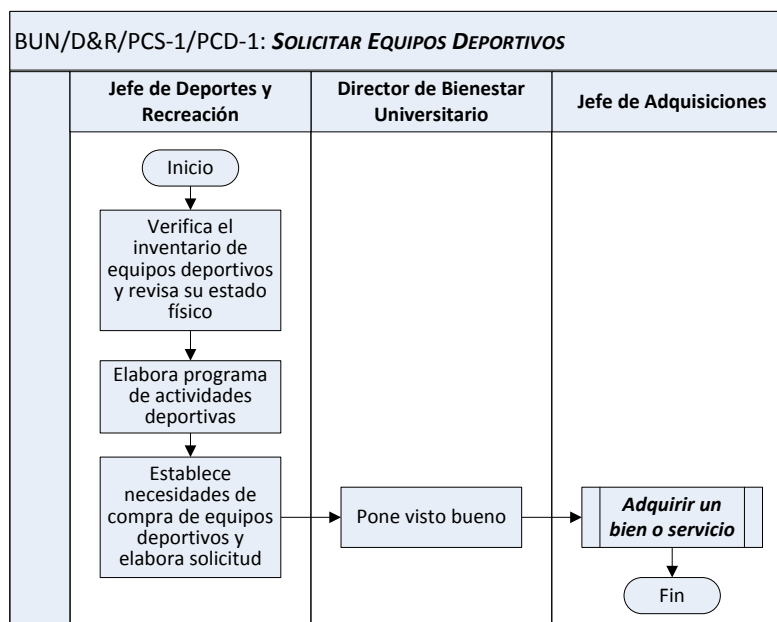 BUN/D&R/PCS-1/PCD-1: SOLICITAR EQUIPOS DEPORTIVOS
Jefe de Deportes y
Recreación
Director de Bienestar
Universitario
Jefe de Adquisiciones
Inicio
Verifica el
inventario de
equipos deportivos
y revisa su estado
físico
Elabora programa
de actividades
deportivas
Establece
necesidades de
compra de equipos
deportivos y
elabora solicitud
Pone visto bueno
Adquirir un
bien o servicio
Fin